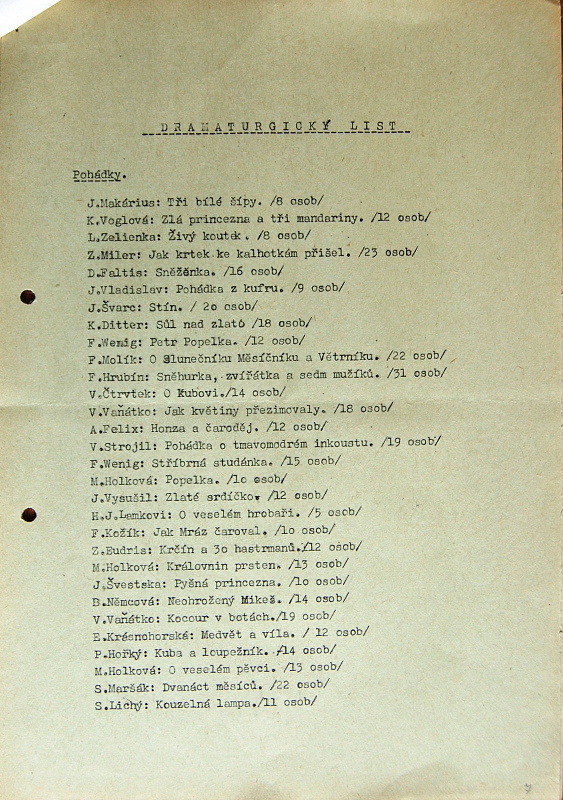 DRAMATURGICKÝ LIST
Pohádky.
J.Makárius: Tři bílé šípy. /8 osob/
K.Voglová: Zlá princezna a tři mandariny. /12 osob/
L.Zelienka: Živý koutek. /8 osob/
Z.Miler: Jak krtek ke kalhotkám přišel. /23 osob/
D.Faltis: Sněženka. /16 osob/
J.Vladislav: Pohádka z kufru. /9 osob/
J.Švarc: Stín. / 2o osob/
K.Ditter: Sůl nad zlató /18 osob/
F.Wenig: Petr Popelka. /12 osob/
F.Molík: O Slunečníku Měsíčníku a Větrníku. /22 osob/
F.Hrubín: Sněhurka, zvířátka a sedm mužíků. /31 osob/
V.Čtvrtek: O Kubovi./14 osob/
V.Vaňátko: Jak květiny přezimovaly. /18 osob/
A.Felix: Honza a čaroděj. /12 osob/
V.Strojil: Pohádka o tmavomodrém inkoustu. /19 osob/
F.Wenig: Stříbrná studánka. /15 osob/
M.Holková: Popelka. /1o osob/
J.Vysušil: Zlaté srdíčko. /12 osob/
H.J.Lamkovi: O veselém hrobaři. /5 osob/
F.Kožík: Jak Mráz čaroval. /1o osob/
Z.Eudris: Krčín a 3o hastrmanů./12 osob/
M.Holková: Královnin prsten. /13 osob/
J.Švestska: Pyšná princezna. /1o osob/
B.Němcová: Neohrožený Mikeš. /14 osob/
V.Vaňátko: Kocour v botách./19 osob/
E.Krásnohorská: Medvět a víla. / 12 osob/
P.Hořký: Kuba a loupežník. /14 osob/
M.Holková: O veselém pěvci. /13 osob/
S.Maršák: Dvanáct měsíců. /22 osob/
S.Lichý: Kouzelná lampa./11 osob/
7